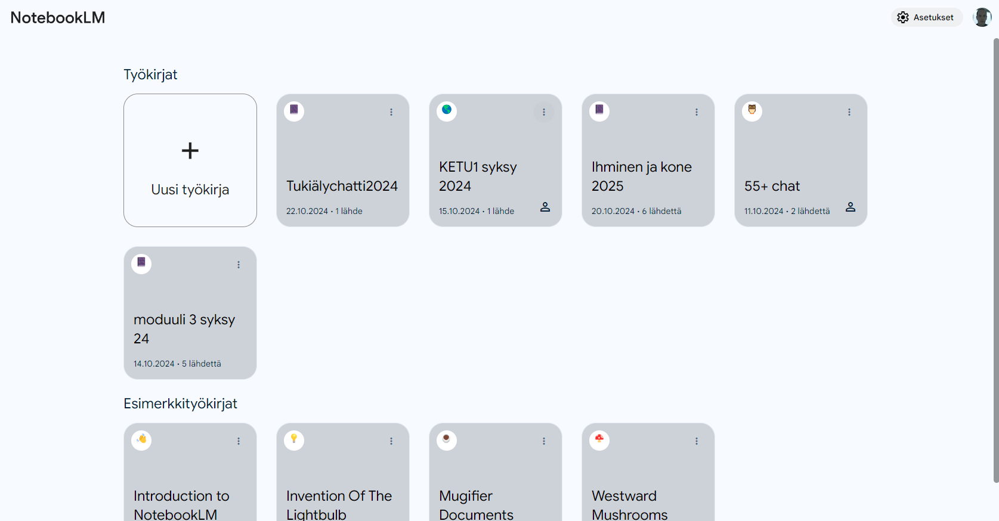 NotebookLM
Asetukset
Työkirjat
Uusi työkirja
Tukiälychatti2024
22.10.2024 • 1 lähde
KETU1 syksy
2024
15.10.2024 • 1 lähde
Ihminen ja kone
2025
20.10.2024 • 6 lähdettä
55+ chat
11.10.2024 • 2 lähdettä
moduuli 3 syksy
24
14.10.2024 • 5 lähdettä
Esimerkkityökirjat
Introduction to
NotebookLM
Invention Of The
Lightbulb
Mugifier
Documents
Westward
Mushrooms